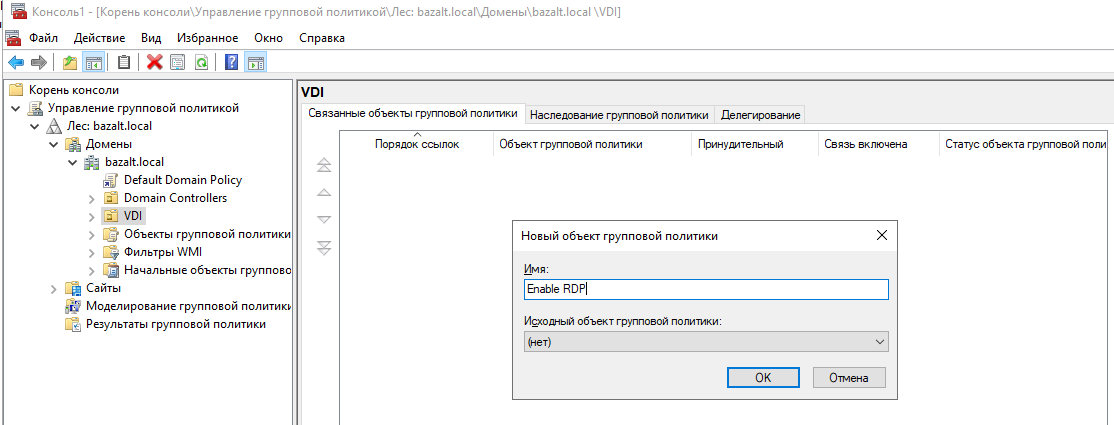 Консоль1 - [Корень консоли\Управление групповой политикой\Лес: bazalt.local\Домены\bazalt.local \VDI]
Файл Действие Вид Избранное Окно Справка
Корень консоли
Управление групповой политикой
Лес: bazalt.local
Домены
bazalt.local
Default Domain Policy
Domain Controllers
VDI
Объекты групповой политики
Фильтры WMI
Начальные объекты группово
Сайты
Моделирование групповой политики
Результаты групповой политики
VDI
Связанные объекты групповой политики Наследование групповой политики Делегирование
Порядок ссылок Объект групповой политики Принудительный Связь включена Статус объекта групповой поли
Новый объект групповой политики
Имя:
Enable RDP
Исходный объект групповой политики:
(нет)
OK Отмена